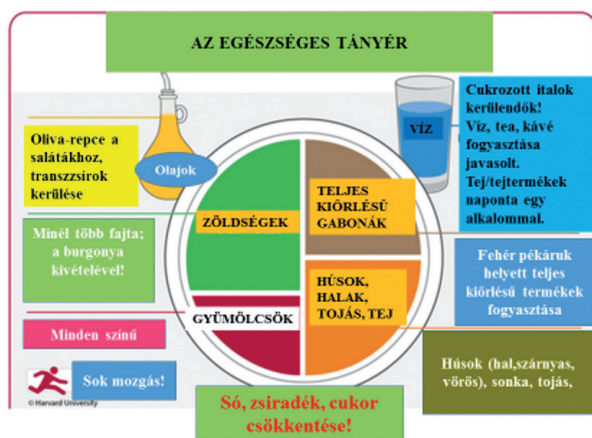 AZ EGÉSZSÉGES TÁNYÉR
Oliva-repce a
salátákhoz,
transzzsírok
kerülése
Olajok
VÍZ
Cukrozott italok
kerülendők!
Víz, tea, kávé
fogyasztása
javasolt.
Tej/tejtermékek
naponta egy
alkalommal.
Minél több fajta;
a burgonya
kivételével!
ZÖLDSÉGEK
TELJES
KIŐRLÉSŰ
GABONÁK
Fehér pékáruk
helyett teljes
kiőrlésű termékek
fogyasztása
Minden színű
GYÜMÖLCSÖK
HÚSOK,
HALAK,
TOJÁS, TEJ
Húsok (hal,szárnyas,
vörös), sonka, tojás,
Sok mozgás!
© Harvard University
Só, zsiradék, cukor
csökkentése!